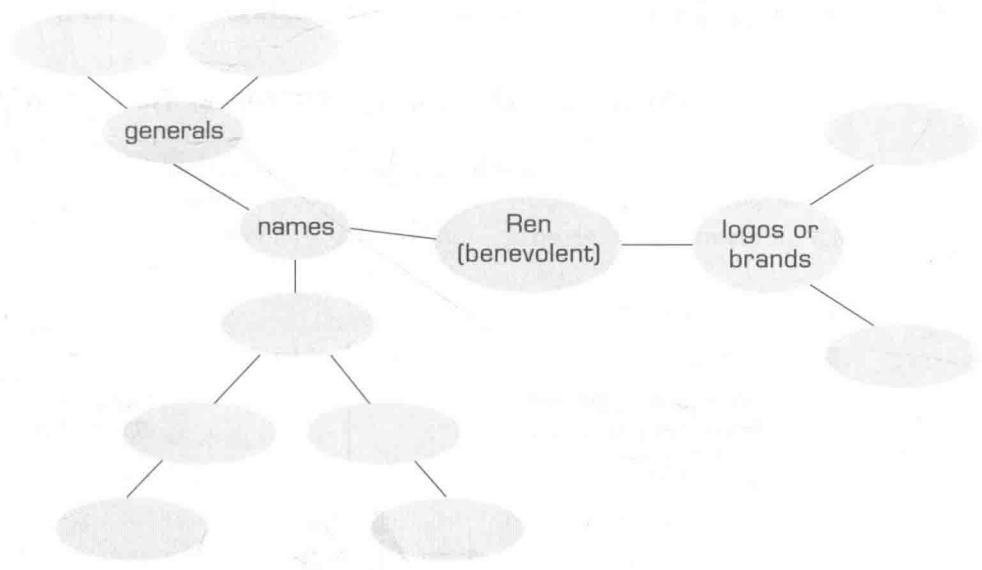 generals
names
Ren
(benevolent)
logos or
brands